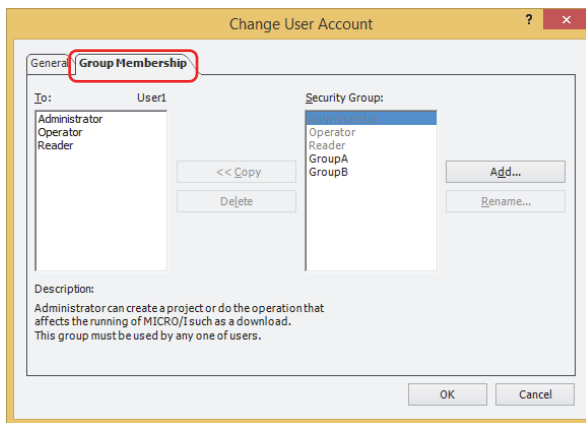 Change User Account
?
×
General
Group Membership
To:
User1
Administrator
Operator
Reader
<< Copy
Delete
Security Group:
Administrator
Operator
Reader
GroupA
GroupB
Add...
Rename...
Description:
Administrator can create a project or do the operation that
affects the running of MICRO/I such as a download.
This group must be used by any one of users.
OK
Cancel